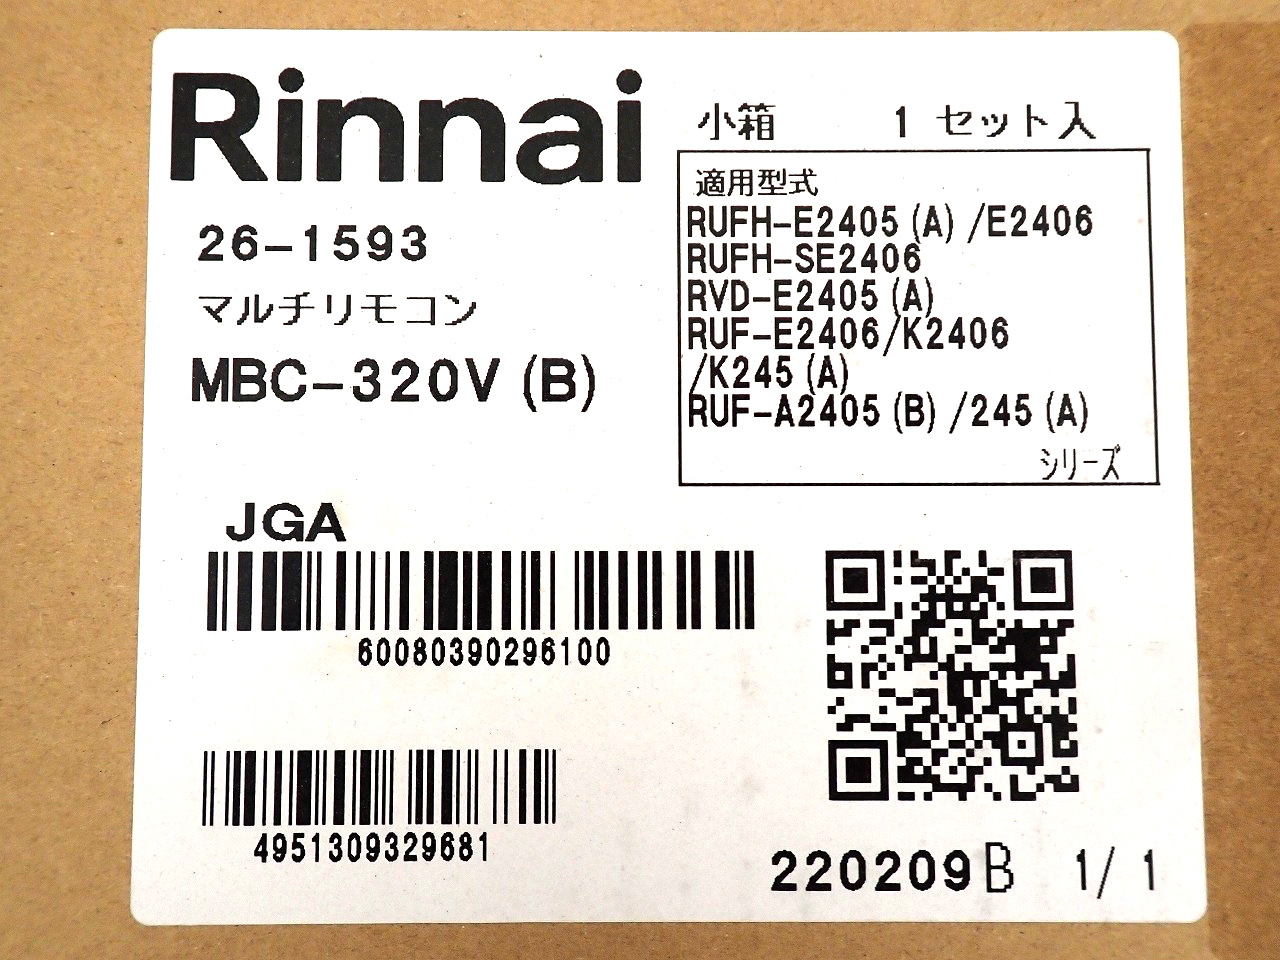 Rinnai
小箱 1 セット入
26-1593
マルチリモコン
MBC-320V (B)
適用型式
RUFH-E2405 (A) /E2406
RUFH-SE2406
RVD-E2405 (A)
RUF-E2406/K2406
/K245 (A)
RUF-A2405 (B) /245 (A)
シリーズ
JGA
60080390296100
4951309329681
220209B 1/ 1